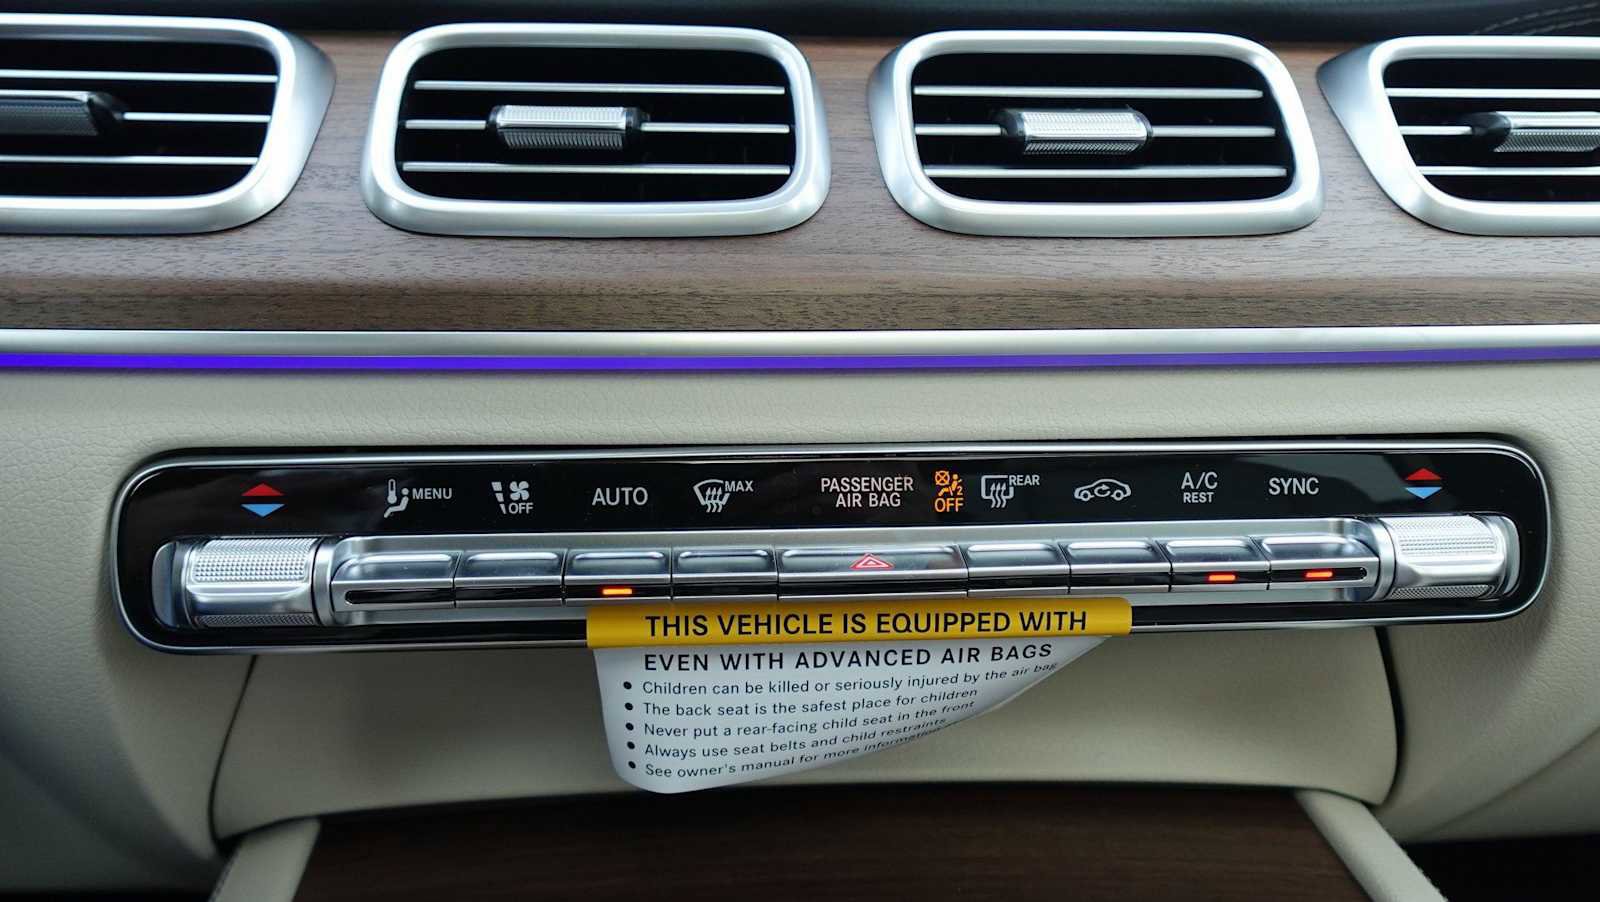 MENU
OFF
AUTO
MAX
PASSENGER
AIR BAG
2
OFF
REAR
A/C
REST
SYNC
THIS VEHICLE IS EQUIPPED WITH
EVEN WITH ADVANCED AIR BAGS
• Children can be killed or seriously injured by the air bag
• The back seat is the safest place for children
• Never put a rear-facing child seat in the front
• Always use seat belts and child restraints
• See owner's manual for more information